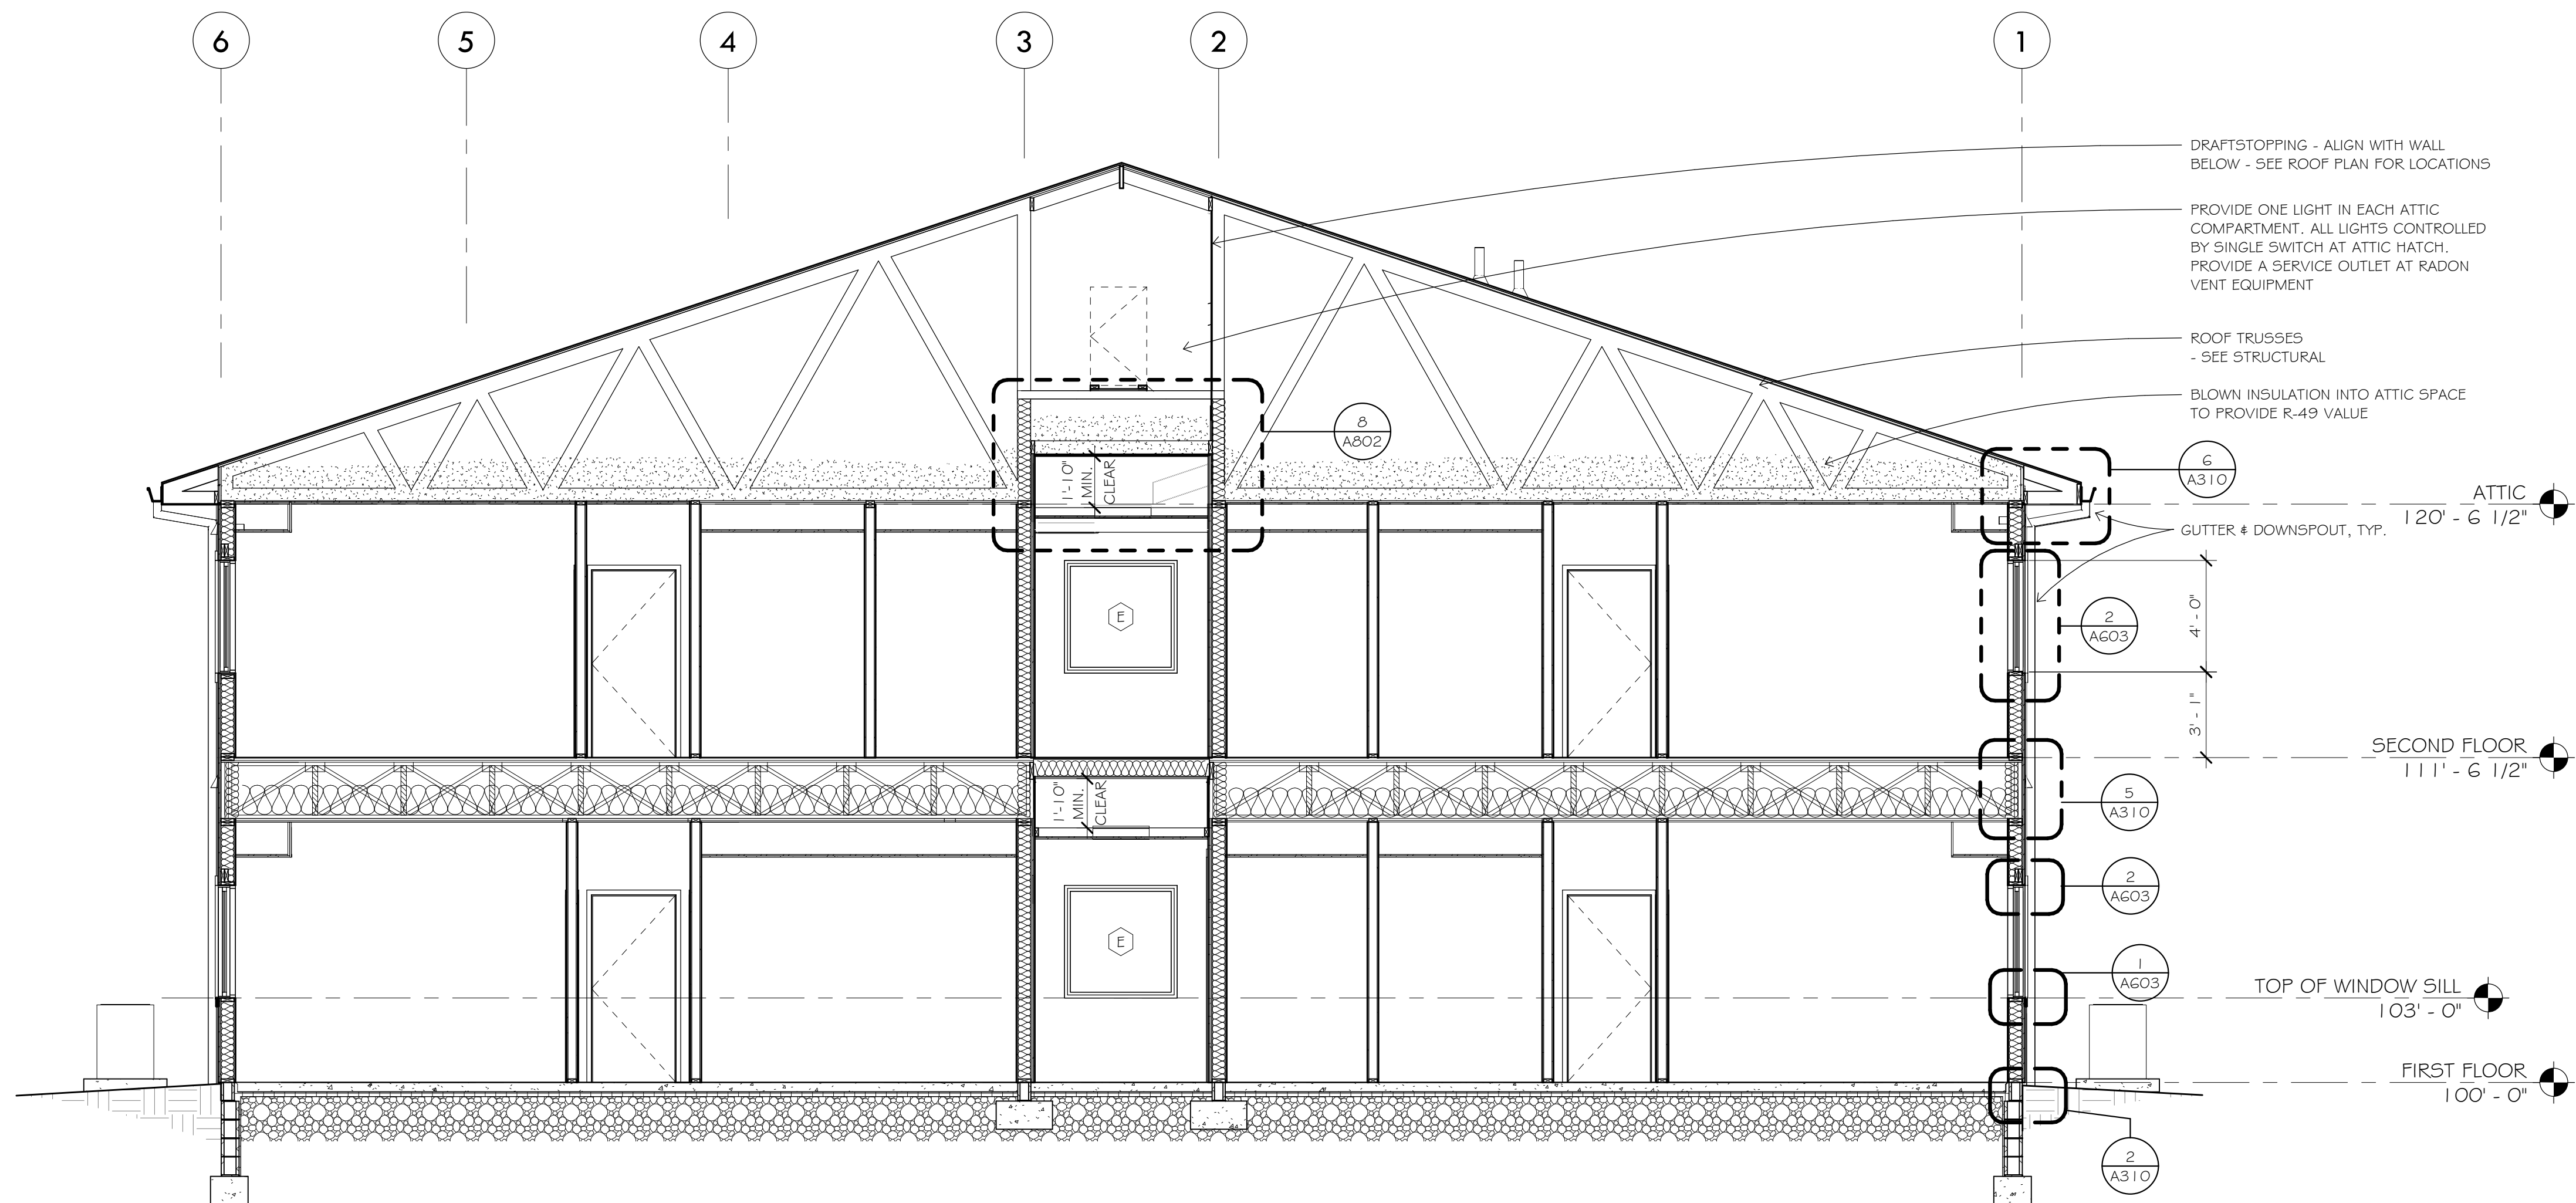 6
5
4
3
2
1
DRAFTSTOPPING - ALIGN WITH WALL
BELOW - SEE ROOF PLAN FOR LOCATIONS
PROVIDE ONE LIGHT IN EACH ATTIC
COMPARTMENT. ALL LIGHTS CONTROLLED
BY SINGLE SWITCH AT ATTIC HATCH.
PROVIDE A SERVICE OUTLET AT RADON
VENT EQUIPMENT
ROOF TRUSSES
- SEE STRUCTURAL
BLOWN INSULATION INTO ATTIC SPACE
TO PROVIDE R-49 VALUE
8
A802
6
A310
1'-10"
MIN.
CLEAR
ATTIC
120' - 6 1/2"
GUTTER & DOWNSPOUT, TYP.
E
2
A603
4' - 0"
3' - 1"
SECOND FLOOR
111' - 6 1/2"
1'-10"
MIN.
CLEAR
5
A310
2
A603
E
1
A603
TOP OF WINDOW SILL
103' - 0"
FIRST FLOOR
100' - 0"
2
A310